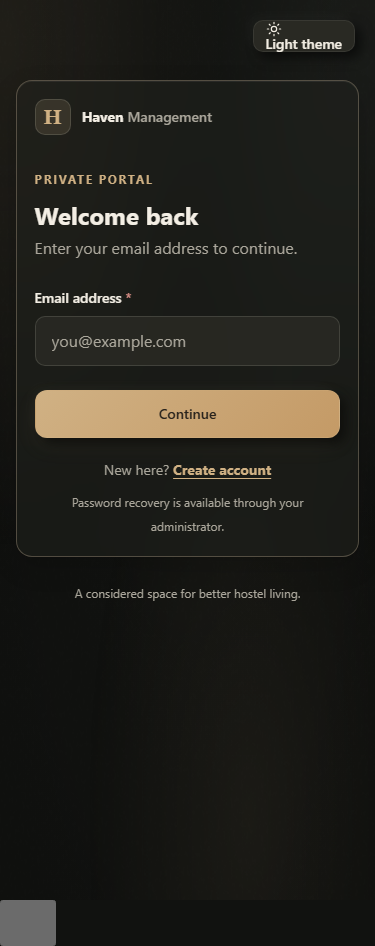 Light theme
H
Haven Management
PRIVATE PORTAL
Welcome back
Enter your email address to continue.
Email address *
you@example.com
Continue
New here? Create account
Password recovery is available through your
administrator.
A considered space for better hostel living.